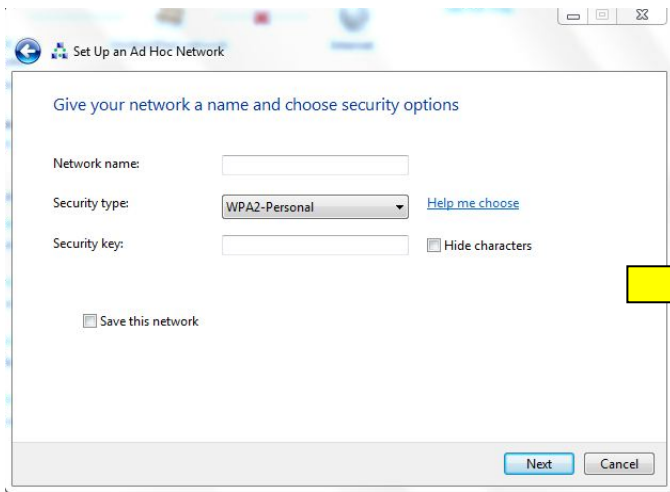 Set Up an Ad Hoc Network
Give your network a name and choose security options
Network name:
Security type: WPA2-Personal Help me choose
Security key: Hide characters
Save this network
Next Cancel